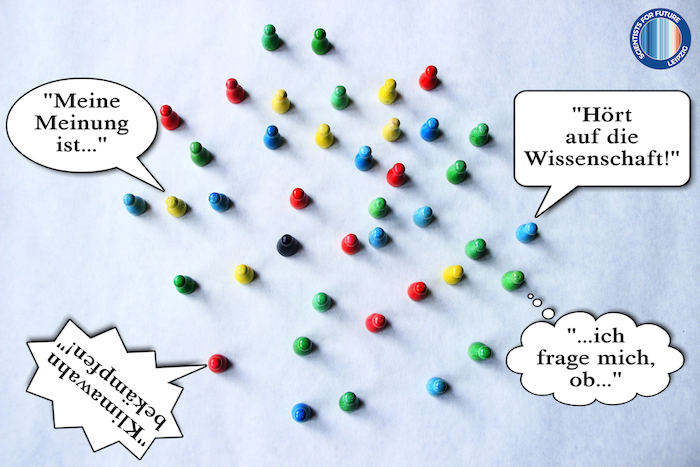 SCIENTISTS FOR FUTURE
LEIPZIG
"Meine
Meinung
ist..."
"Hört
auf die
Wissenschaft!"
"...ich
frage mich,
ob..."
"Klimawahn
bekämpfen!"